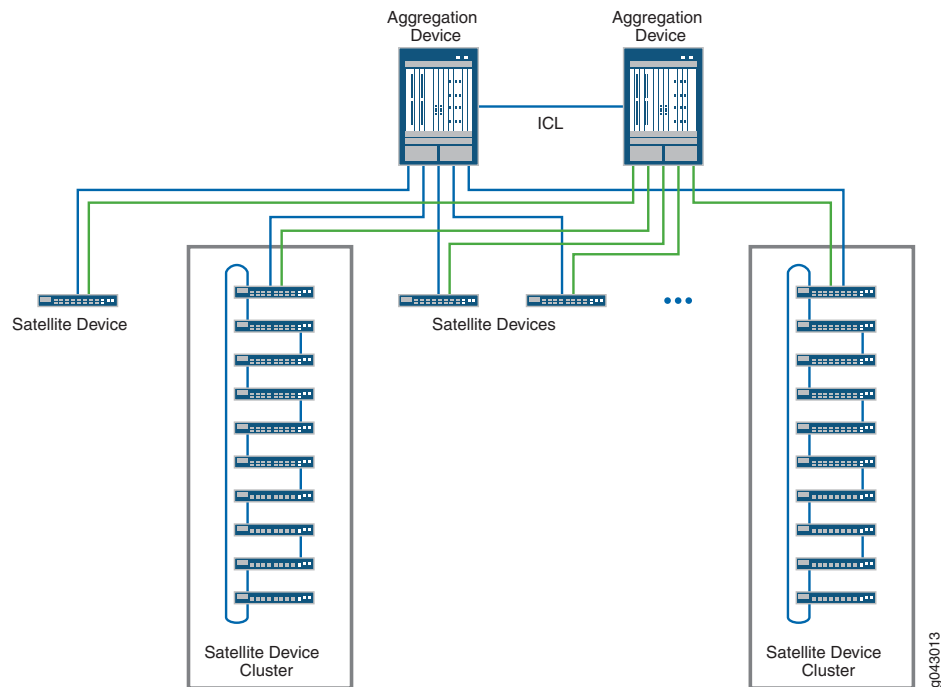 Aggregation
Device
Aggregation
Device
ICL
Satellite Device
Satellite Devices
Satellite Device
Cluster
Satellite Device
Cluster
g043013